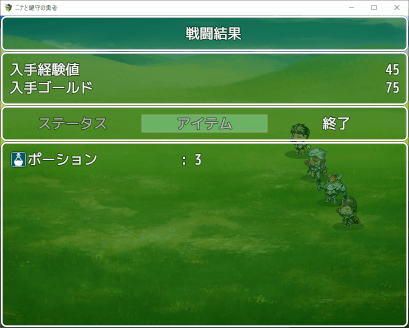 ニナと鍵守の勇者
戦闘結果
入手経験値 45
入手ゴールド 75
ステータス アイテム 終了
ポーション : 3